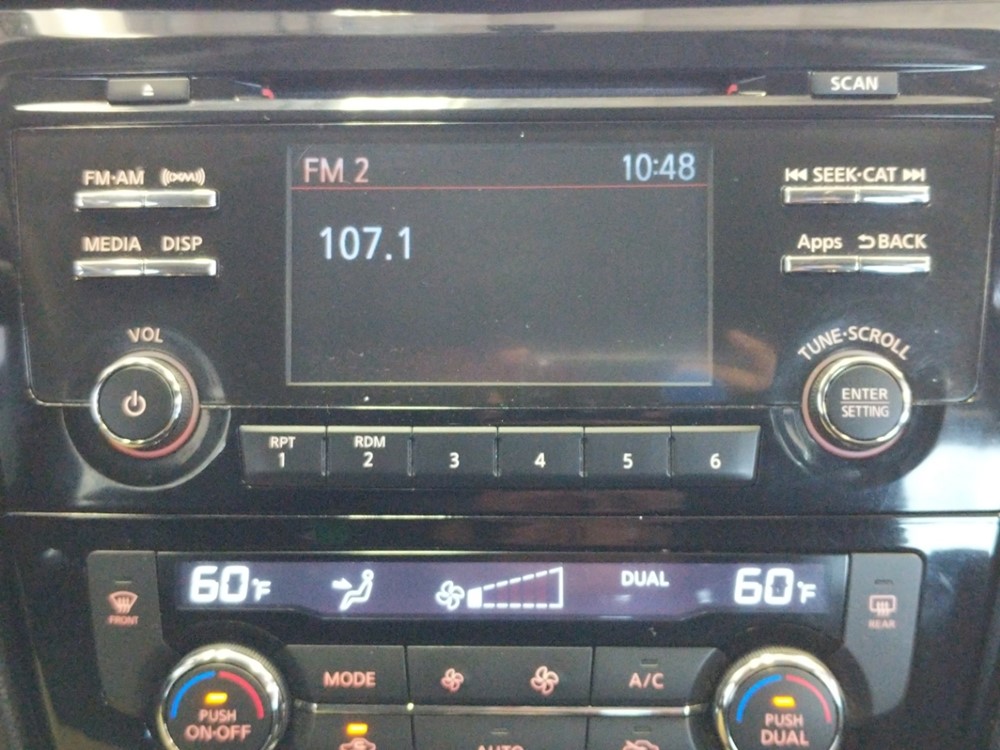 SCAN
FM·AM
SEEK·CAT
FM 2 10:48
107.1
MEDIA DISP
Apps BACK
VOL
TUNE·SCROLL
ENTER
SETTING
RPT RDM
1 2 3 4 5 6
60°F DUAL 60°F
FRONT
REAR
MODE
A/C
PUSH
ON·OFF
PUSH
DUAL
AUTO